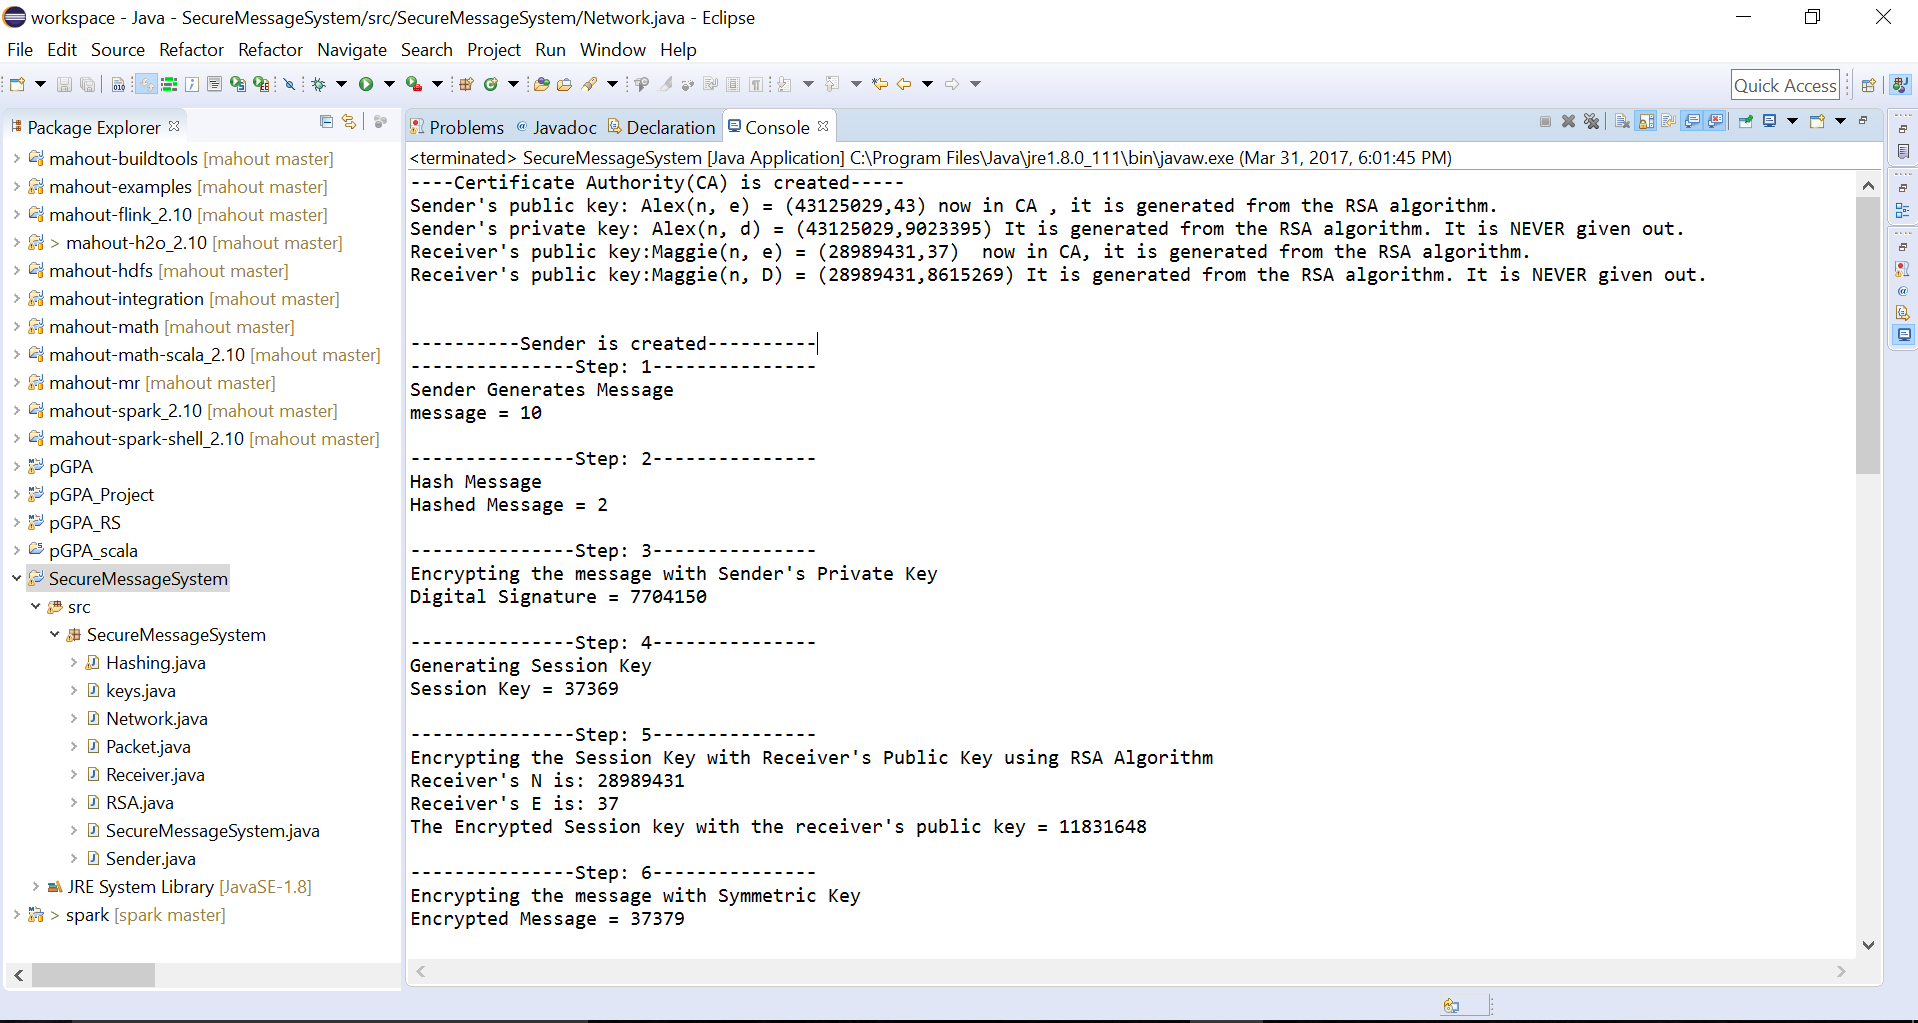 workspace - Java - SecureMessageSystem/src/SecureMessageSystem/Network.java - Eclipse
File Edit Source Refactor Refactor Navigate Search Project Run Window Help
Quick Access
Package Explorer
mahout-buildtools [mahout master]
mahout-examples [mahout master]
mahout-flink_2.10 [mahout master]
> mahout-h2o_2.10 [mahout master]
mahout-hdfs [mahout master]
mahout-integration [mahout master]
mahout-math [mahout master]
mahout-math-scala_2.10 [mahout master]
mahout-mr [mahout master]
mahout-spark_2.10 [mahout master]
mahout-spark-shell_2.10 [mahout master]
pGPA
pGPA_Project
pGPA_RS
pGPA_scala
SecureMessageSystem
src
SecureMessageSystem
Hashing.java
keys.java
Network.java
Packet.java
Receiver.java
RSA.java
SecureMessageSystem.java
Sender.java
JRE System Library [JavaSE-1.8]
> spark [spark master]
Problems @ Javadoc Declaration Console
<terminated> SecureMessageSystem [Java Application] C:\Program Files\Java\jre1.8.0_111\bin\javaw.exe (Mar 31, 2017, 6:01:45 PM)
----Certificate Authority(CA) is created-----
Sender's public key: Alex(n, e) = (43125029,43) now in CA , it is generated from the RSA algorithm.
Sender's private key: Alex(n, d) = (43125029,9023395) It is generated from the RSA algorithm. It is NEVER given out.
Receiver's public key:Maggie(n, e) = (28989431,37)  now in CA, it is generated from the RSA algorithm.
Receiver's public key:Maggie(n, D) = (28989431,8615269) It is generated from the RSA algorithm. It is NEVER given out.
----------Sender is created----------
---------------Step: 1---------------
Sender Generates Message
message = 10
---------------Step: 2---------------
Hash Message
Hashed Message = 2
---------------Step: 3---------------
Encrypting the message with Sender's Private Key
Digital Signature = 7704150
---------------Step: 4---------------
Generating Session Key
Session Key = 37369
---------------Step: 5---------------
Encrypting the Session Key with Receiver's Public Key using RSA Algorithm
Receiver's N is: 28989431
Receiver's E is: 37
The Encrypted Session key with the receiver's public key = 11831648
---------------Step: 6---------------
Encrypting the message with Symmetric Key
Encrypted Message = 37379